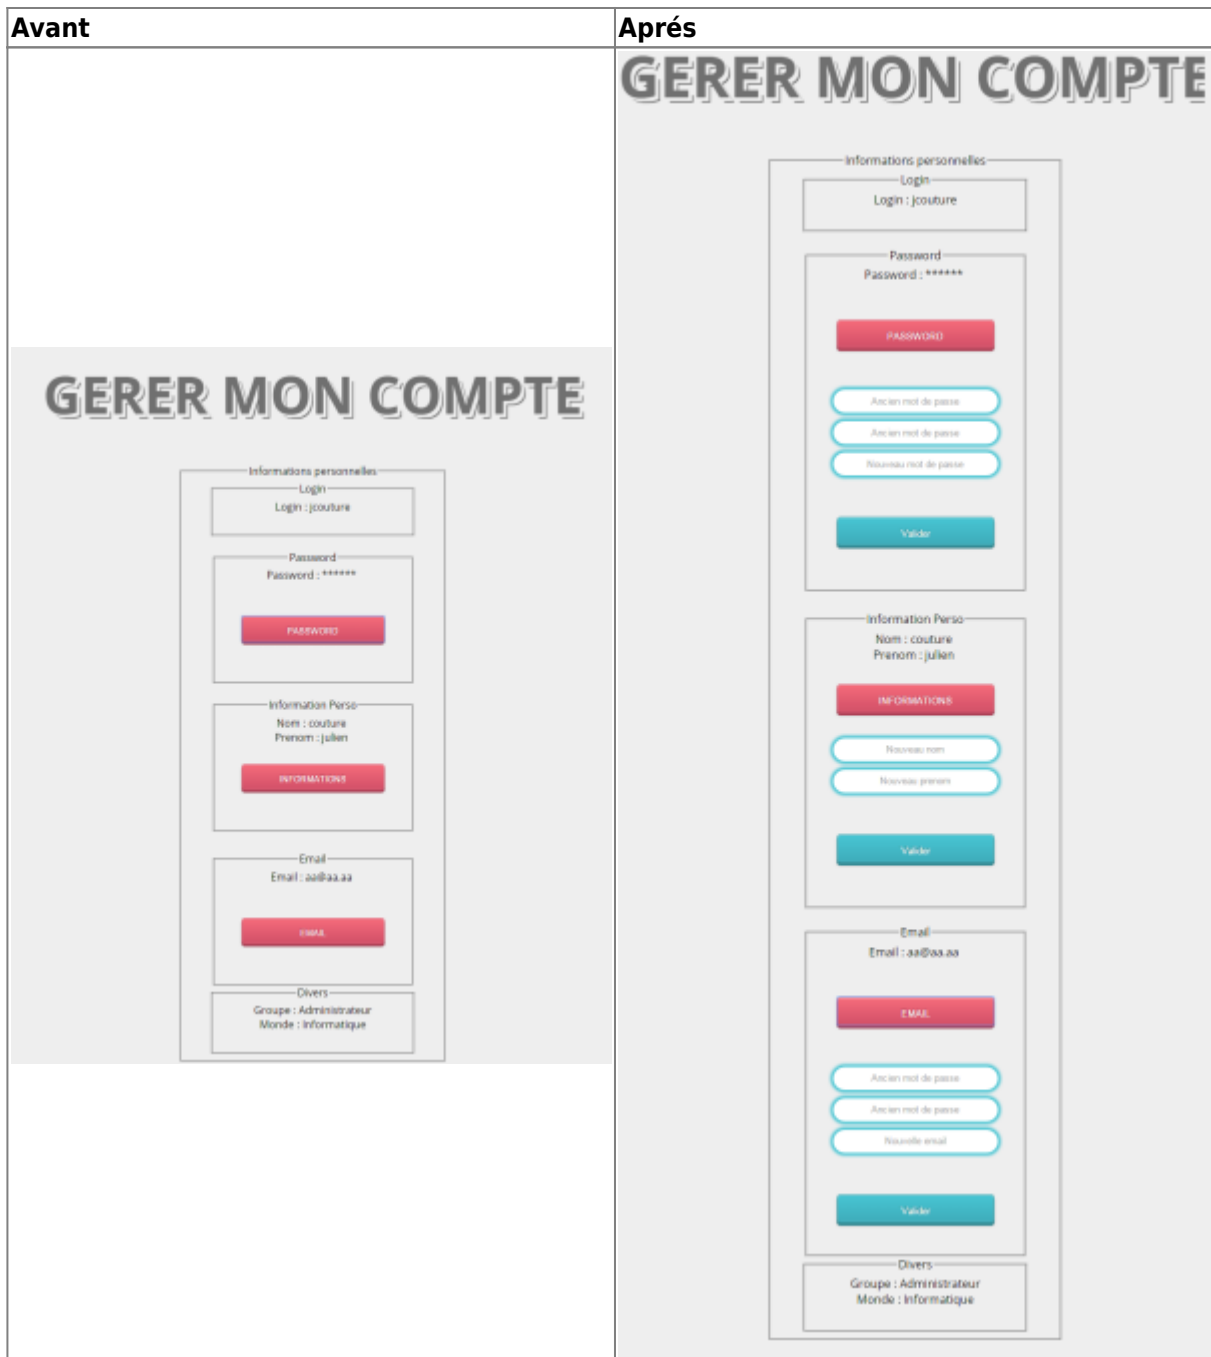 Avant
GERER MON COMPTE
Informations personnelles
Login
Login : jcouture
Password
Password : ******
PASSWORD
Information Perso
Nom : couture
Prenom : julien
INFORMATIONS
Email
Email : aa@aa.aa
EMAIL
Divers
Groupe : Administrateur
Monde : Informatique
Aprés
GERER MON COMPTE
Informations personnelles
Login
Login : jcouture
Password
Password : ******
PASSWORD
Ancien mot de passe
Ancien mot de passe
Nouveau mot de passe
Valider
Information Perso
Nom : couture
Prenom : julien
INFORMATIONS
Nouveau nom
Nouveau prenom
Valider
Email
Email : aa@aa.aa
EMAIL
Ancien mot de passe
Ancien mot de passe
Nouvelle email
Valider
Divers
Groupe : Administrateur
Monde : Informatique